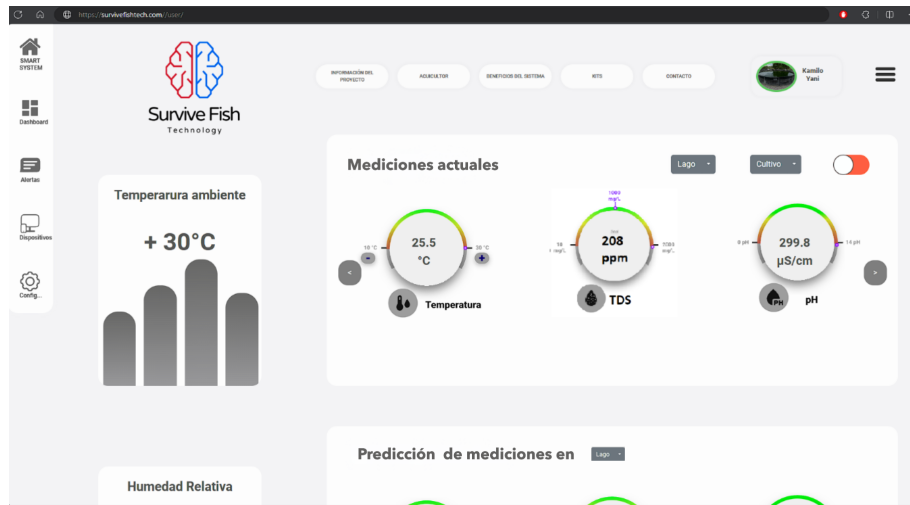 https://survivefishtech.com//user/
SMART
SYSTEM
Dashboard
Alertas
Dispositivos
Config...
Survive Fish
Technology
INFORMACIÓN DEL
PROYECTO
ACUICULTOR
BENEFICIOS DEL SISTEMA
KITS
CONTACTO
Kamilo
Yani
Temperarura ambiente
+ 30°C
Humedad Relativa
Mediciones actuales
Lago
Cultivo
10 °C
25.5
°C
30 °C
-
+
<
Temperatura
1000
mg/L
208
ppm
TDS
0 pH
299.8
µS/cm
14 pH
>
PH
pH
Predicción de mediciones en
Lago